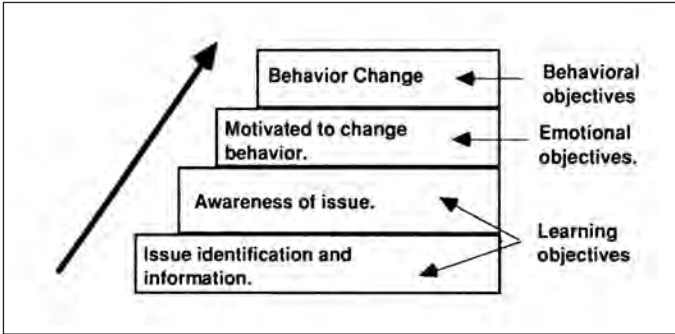 Behavior Change
Behavioral
objectives
Motivated to change
behavior.
Emotional
objectives.
Awareness of issue.
Learning
objectives
Issue identification and
information.